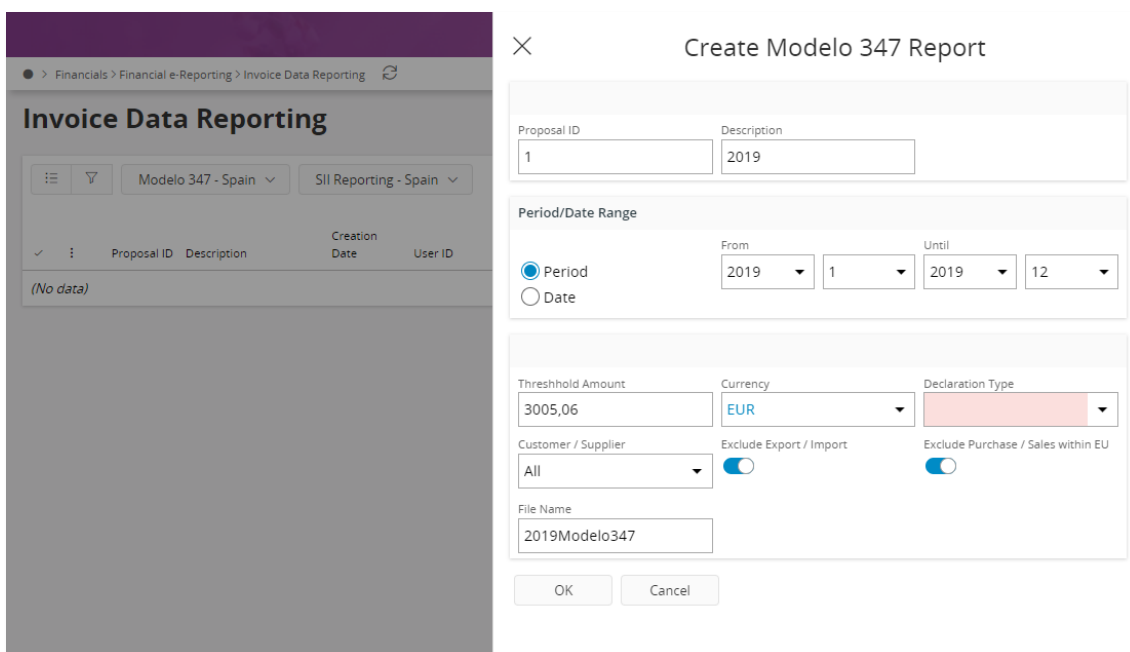 Financials > Financial e-Reporting > Invoice Data Reporting
Invoice Data Reporting
Modelo 347 - Spain
SII Reporting - Spain
Proposal ID Description Creation Date User ID
(No data)
Create Modelo 347 Report
Proposal ID Description
1 2019
Period/Date Range
From Until
Period 2019 1 2019 12
Date
Threshhold Amount Currency Declaration Type
3005,06 EUR
Customer / Supplier Exclude Export / Import Exclude Purchase / Sales within EU
All
File Name
2019Modelo347
OK Cancel